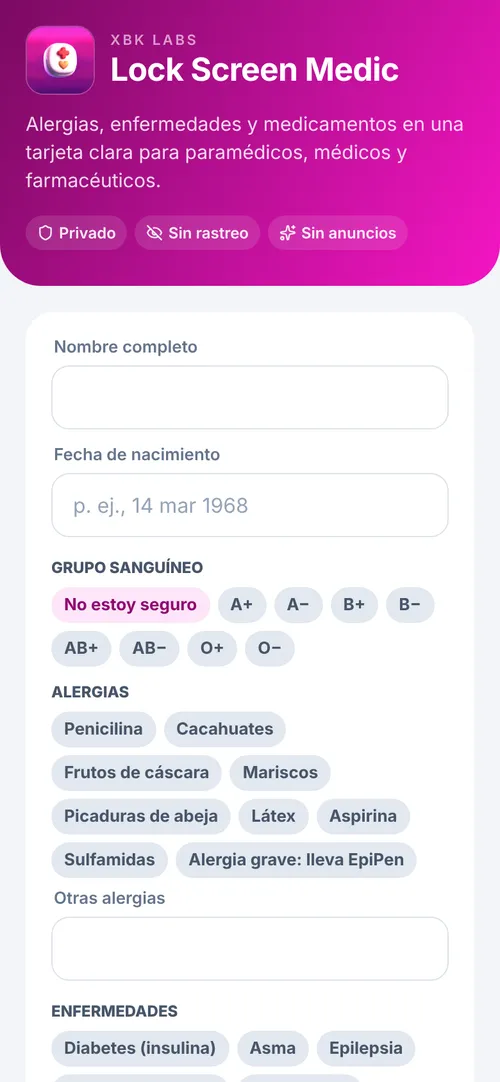 XBK LABS
Lock Screen Medic
Alergias, enfermedades y medicamentos en una
tarjeta clara para paramédicos, médicos y
farmacéuticos.
Privado Sin rastreo Sin anuncios
Nombre completo
Fecha de nacimiento
p. ej., 14 mar 1968
GRUPO SANGUÍNEO
No estoy seguro A+ A− B+ B−
AB+ AB− O+ O−
ALERGIAS
Penicilina Cacahuates
Frutos de cáscara Mariscos
Picaduras de abeja Látex Aspirina
Sulfamidas Alergia grave: lleva EpiPen
Otras alergias
ENFERMEDADES
Diabetes (insulina) Asma Epilepsia